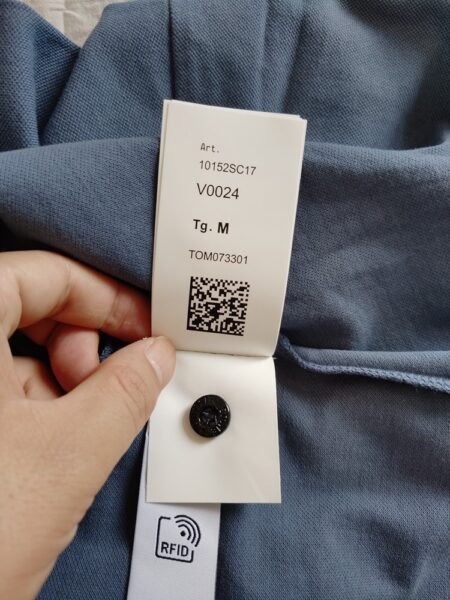 Art.
10152SC17
V0024
Tg. M
TOM073301
RFID